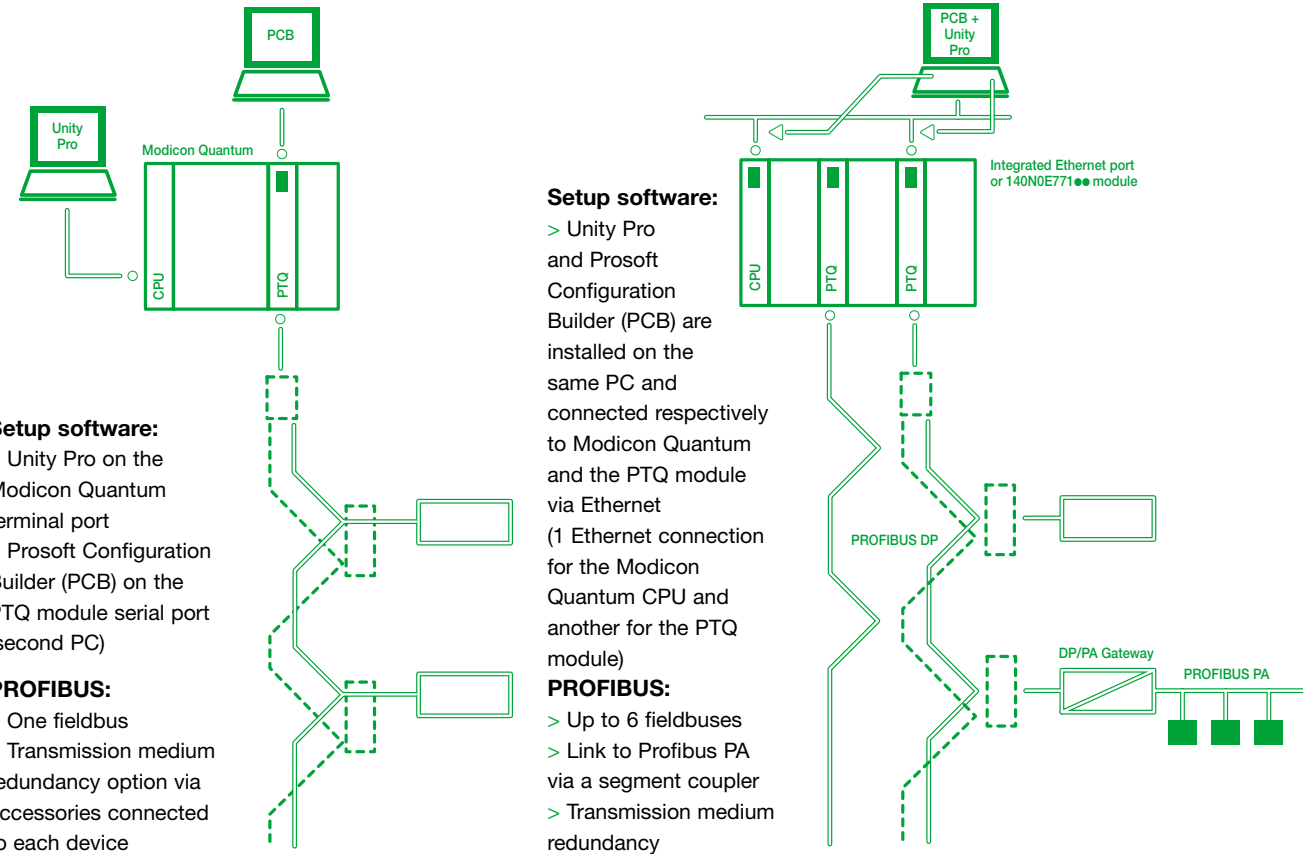 PCB
Unity
Pro
Modicon Quantum
CPU
PTQ
Setup software:
Unity Pro on the
Modicon Quantum
terminal port
Prosoft Configuration
Builder (PCB) on the
PTQ module serial port
(second PC)
PROFIBUS:
One fieldbus
Transmission medium
redundancy option via
accessories connected
to each device
Setup software:
> Unity Pro
and Prosoft
Configuration
Builder (PCB) are
installed on the
same PC and
connected respectively
to Modicon Quantum
and the PTQ module
via Ethernet
(1 Ethernet connection
for the Modicon
Quantum CPU and
another for the PTQ
module)
PROFIBUS:
> Up to 6 fieldbuses
> Link to Profibus PA
via a segment coupler
> Transmission medium
redundancy
PCB +
Unity
Pro
Integrated Ethernet port
or 140N0E771●● module
CPU
PTQ
PTQ
PROFIBUS DP
DP/PA Gateway
PROFIBUS PA